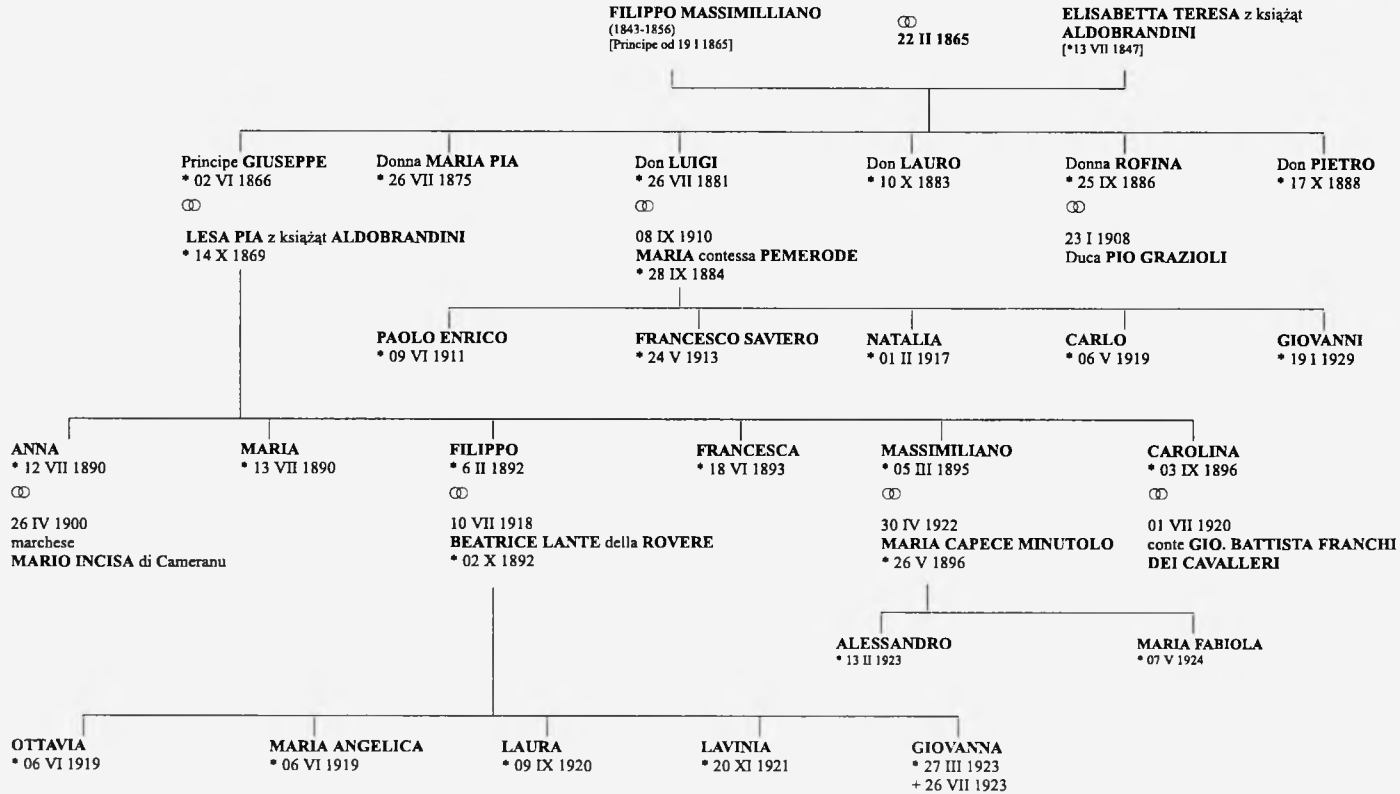 FILIPPO MASSIMILLIANO
(1843-1856)
[Principe od 19 I 1865]
22 II 1865
ELISABETTA TERESA z książąt
ALDOBRANDINI
[*13 VII 1847]
Principe GIUSEPPE
* 02 VI 1866
LESA PIA z książąt ALDOBRANDINI
* 14 X 1869
Donna MARIA PIA
* 26 VII 1875
Don LUIGI
* 26 VII 1881
08 IX 1910
MARIA contessa PEMERODE
* 28 IX 1884
Don LAURO
* 10 X 1883
Donna ROFINA
* 25 IX 1886
23 I 1908
Duca PIO GRAZIOLI
Don PIETRO
* 17 X 1888
PAOLO ENRICO
* 09 VI 1911
FRANCESCO SAVIERO
* 24 V 1913
NATALIA
* 01 II 1917
CARLO
* 06 V 1919
GIOVANNI
* 19 I 1929
ANNA
* 12 VII 1890
26 IV 1900
marchese
MARIO INCISA di Cameranu
MARIA
* 13 VII 1890
FILIPPO
* 6 II 1892
10 VII 1918
BEATRICE LANTE della ROVERE
* 02 X 1892
FRANCESCA
* 18 VI 1893
MASSIMILIANO
* 05 III 1895
30 IV 1922
MARIA CAPECE MINUTOLO
* 26 V 1896
CAROLINA
* 03 IX 1896
01 VII 1920
conte GIO. BATTISTA FRANCHI
DEI CAVALLERI
ALESSANDRO
* 13 II 1923
MARIA FABIOLA
* 07 V 1924
OTTAVIA
* 06 VI 1919
MARIA ANGELICA
* 06 VI 1919
LAURA
* 09 IX 1920
LAVINIA
* 20 XI 1921
GIOVANNA
* 27 III 1923
+ 26 VII 1923